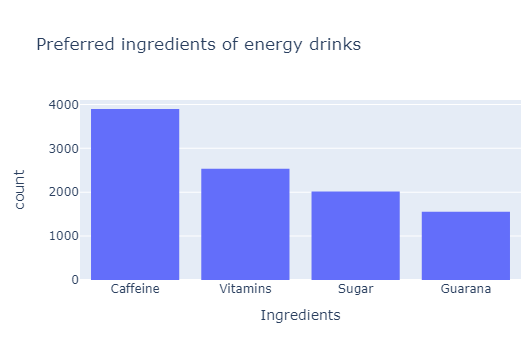 Preferred ingredients of energy drinks
count
4000
3000
2000
1000
0
Caffeine Vitamins Sugar Guarana
Ingredients